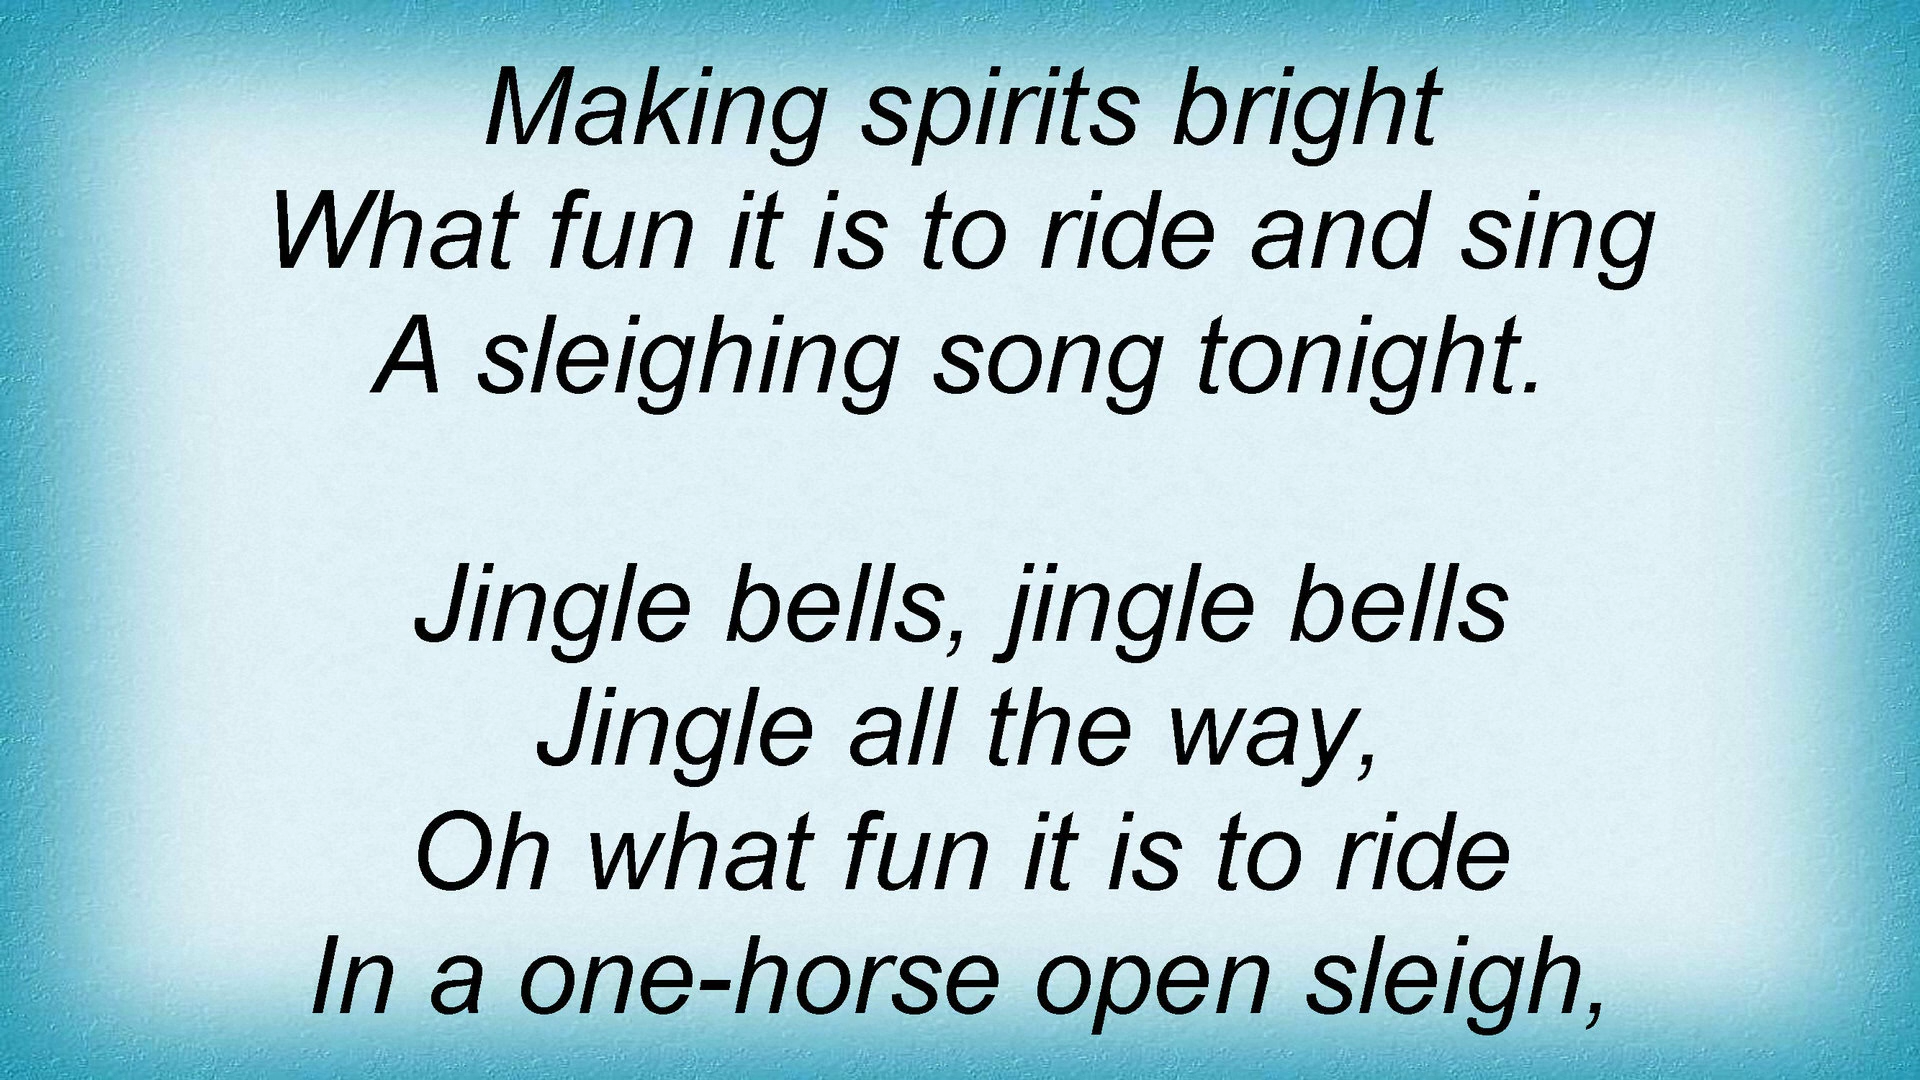 Making spirits bright
What fun it is to ride and sing
A sleighing song tonight.
Jingle bells, jingle bells
Jingle all the way,
Oh what fun it is to ride
In a one-horse open sleigh,